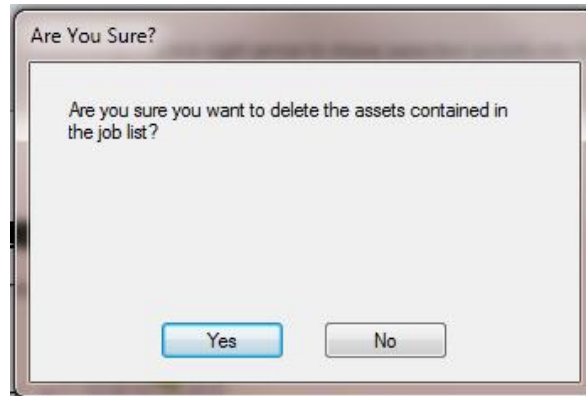 Are You Sure?
Are you sure you want to delete the assets contained in
the job list?
Yes
No